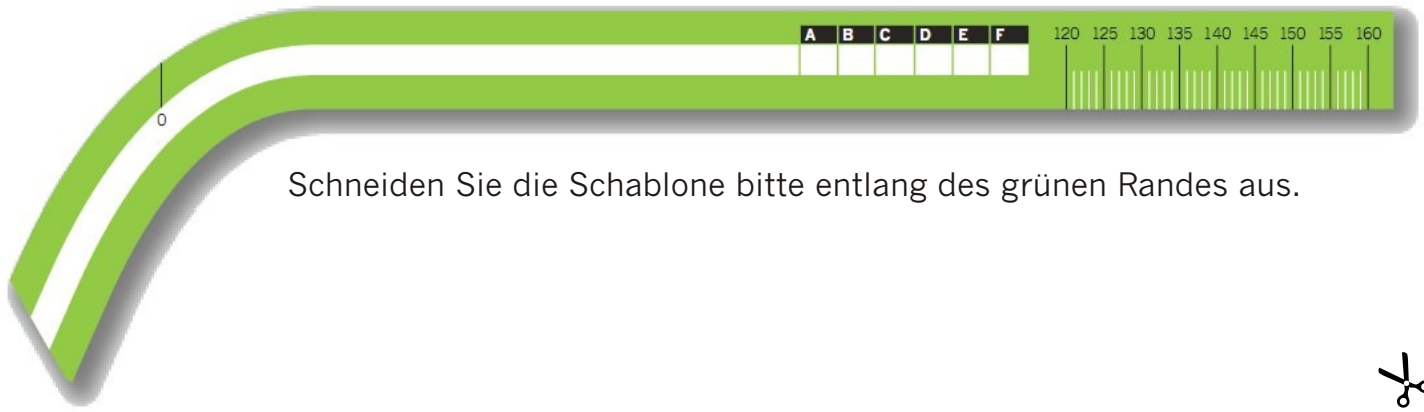 A B C D E F
120 125 130 135 140 145 150 155 160
0
Schneiden Sie die Schablone bitte entlang des grünen Randes aus.